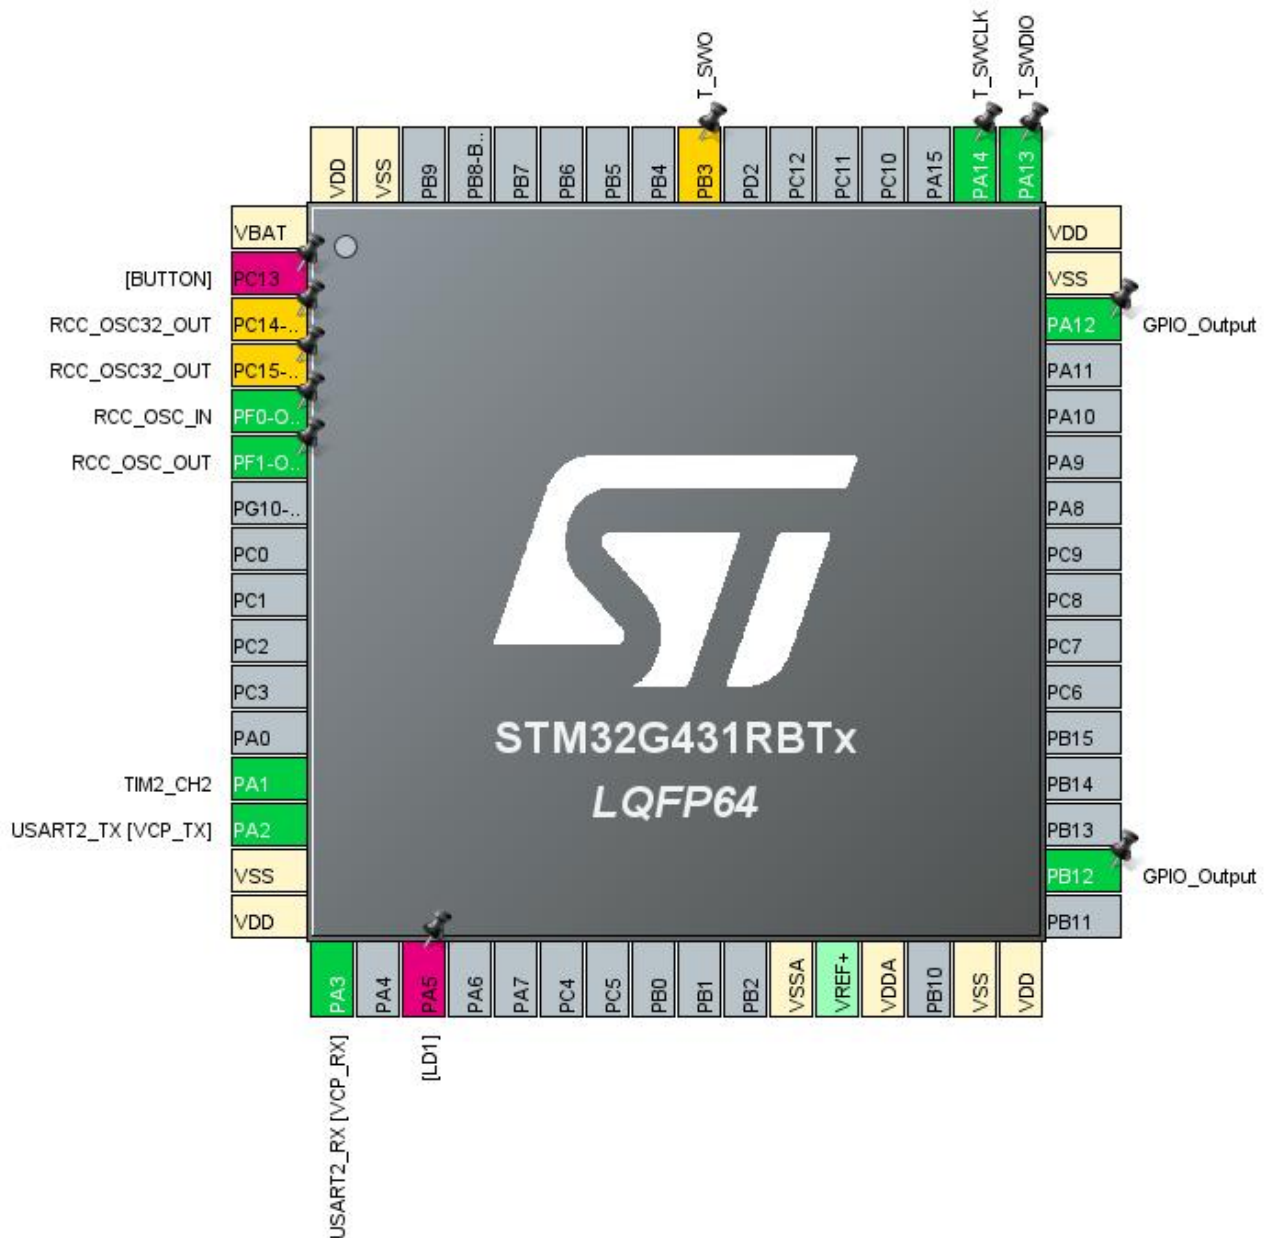 T_SWO
T_SWCLK
T_SWDIO
VDD
VSS
PB9
PB8-B..
PB7
PB6
PB5
PB4
PB3
PD2
PC12
PC11
PC10
PA15
PA14
PA13
VBAT
[BUTTON] PC13
RCC_OSC32_OUT PC14-..
RCC_OSC32_OUT PC15-..
RCC_OSC_IN PF0-O..
RCC_OSC_OUT PF1-O..
PG10-..
PC0
PC1
PC2
PC3
PA0
TIM2_CH2 PA1
USART2_TX [VCP_TX] PA2
VSS
VDD
ST
STM32G431RBTx
LQFP64
VDD
VSS
PA12 GPIO_Output
PA11
PA10
PA9
PA8
PC9
PC8
PC7
PC6
PB15
PB14
PB13
PB12 GPIO_Output
PB11
PA3
PA4
PA5
PA6
PA7
PC4
PC5
PB0
PB1
PB2
VSSA
VREF+
VDDA
PB10
VSS
VDD
USART2_RX [VCP_RX]
[LD1]